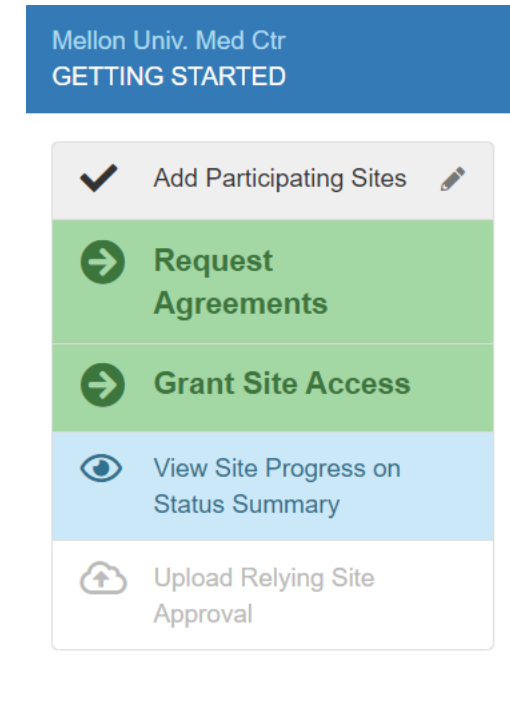 Mellon Univ. Med Ctr
GETTING STARTED
Add Participating Sites
Request
Agreements
Grant Site Access
View Site Progress on
Status Summary
Upload Relying Site
Approval